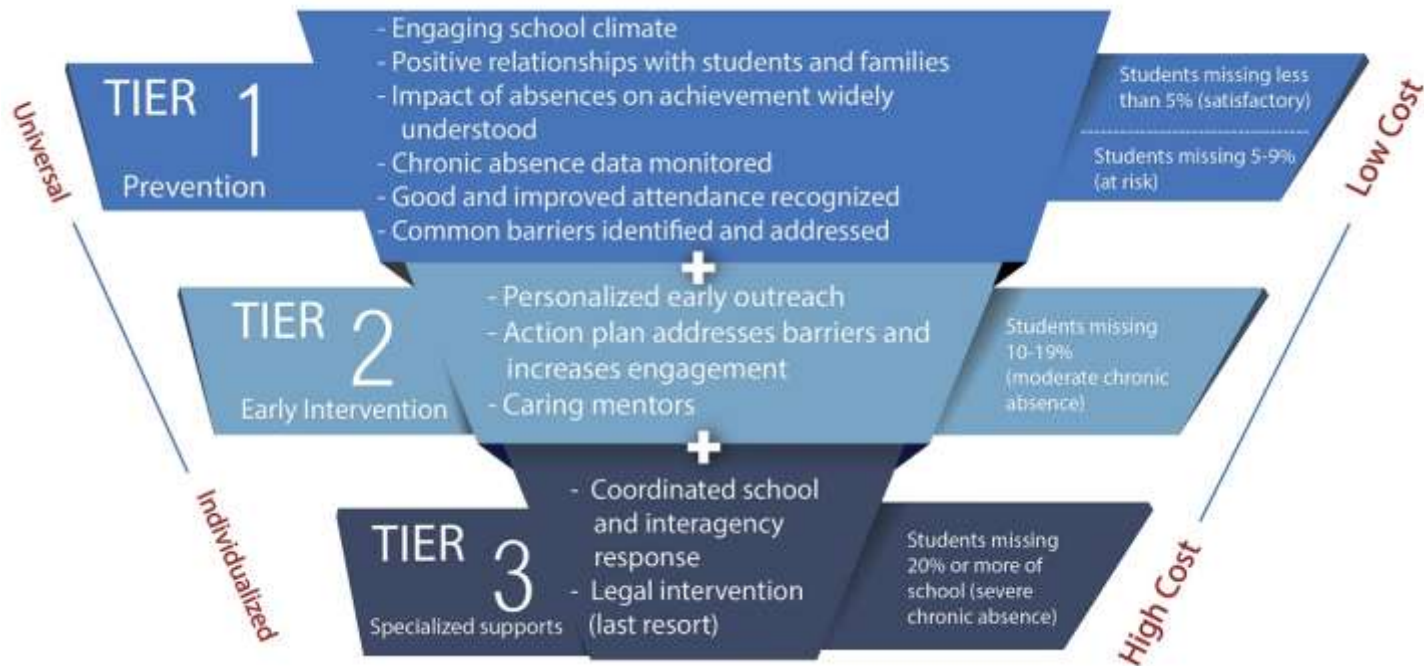 - Engaging school climate
- Positive relationships with students and families
- Impact of absences on achievement widely
understood
- Chronic absence data monitored
- Good and improved attendance recognized
- Common barriers identified and addressed
TIER 1
Prevention
Students missing less
than 5% (satisfactory)
Students missing 5-9%
(at risk)
Universal
Low Cost
+
TIER 2
Early Intervention
- Personalized early outreach
- Action plan addresses barriers and
increases engagement
- Caring mentors
Students missing
10-19%
(moderate chronic
absence)
+
Individualized
TIER 3
Specialized supports
- Coordinated school
and interagency
response
- Legal intervention
(last resort)
Students missing
20% or more of
school (severe
chronic absence)
High Cost